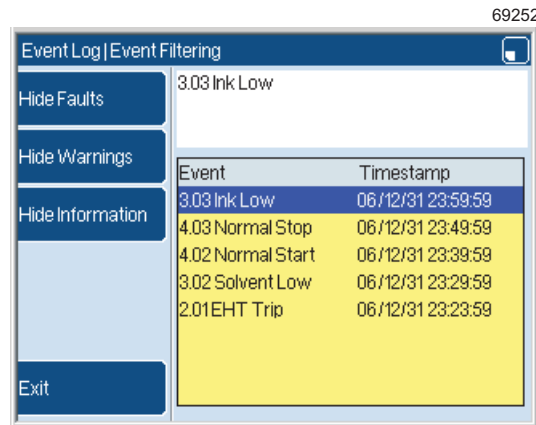 69252
Event Log | Event Filtering
Hide Faults
Hide Warnings
Hide Information
Exit
3.03 Ink Low
Event Timestamp
3.03 Ink Low 06/12/31 23:59:59
4.03 Normal Stop 06/12/31 23:49:59
4.02 Normal Start 06/12/31 23:39:59
3.02 Solvent Low 06/12/31 23:29:59
2.01EHT Trip 06/12/31 23:23:59